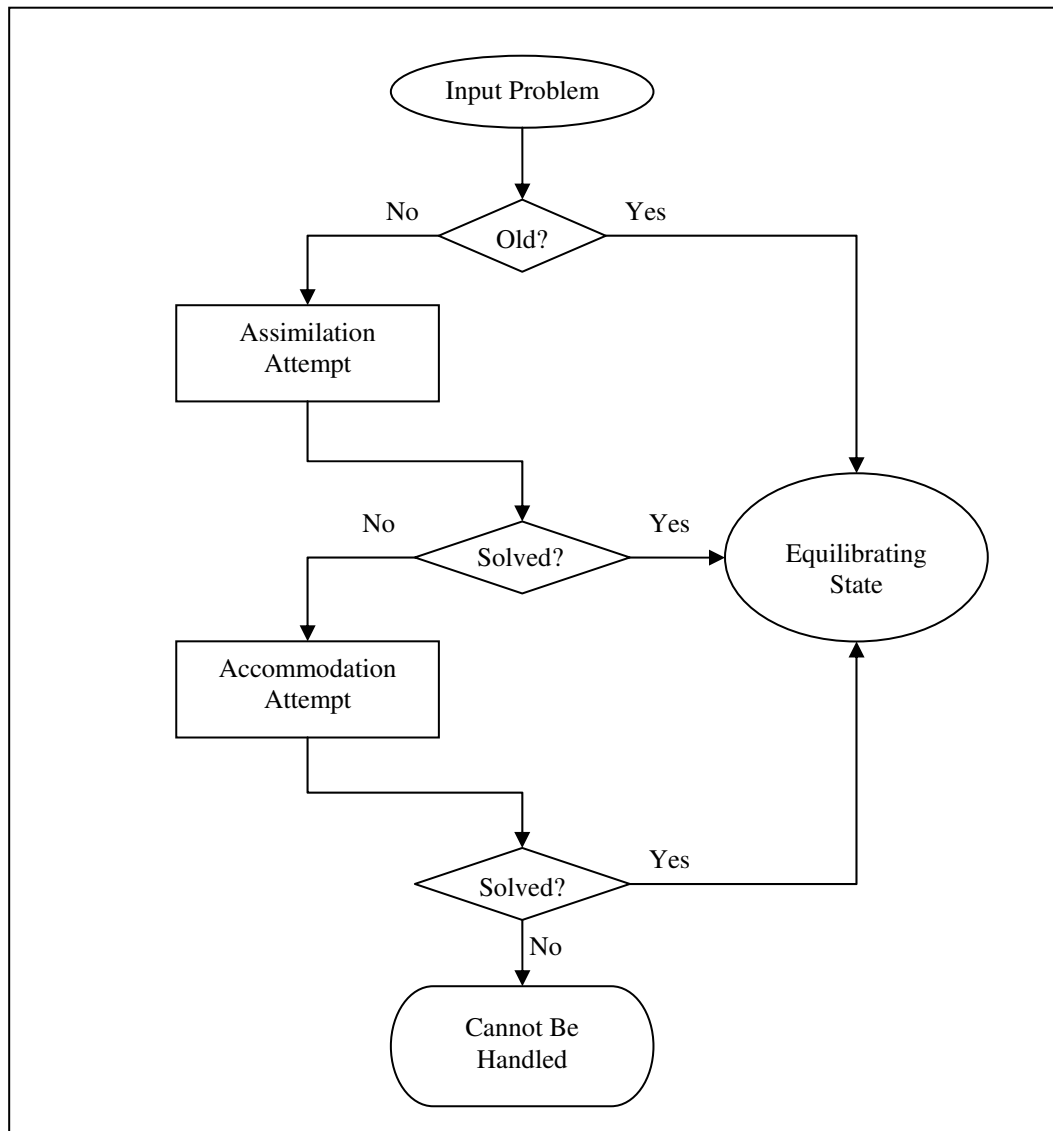 Input Problem
No
Yes
Old?
Assimilation
Attempt
No
Yes
Solved?
Equilibrating
State
Accommodation
Attempt
Yes
Solved?
No
Cannot Be
Handled